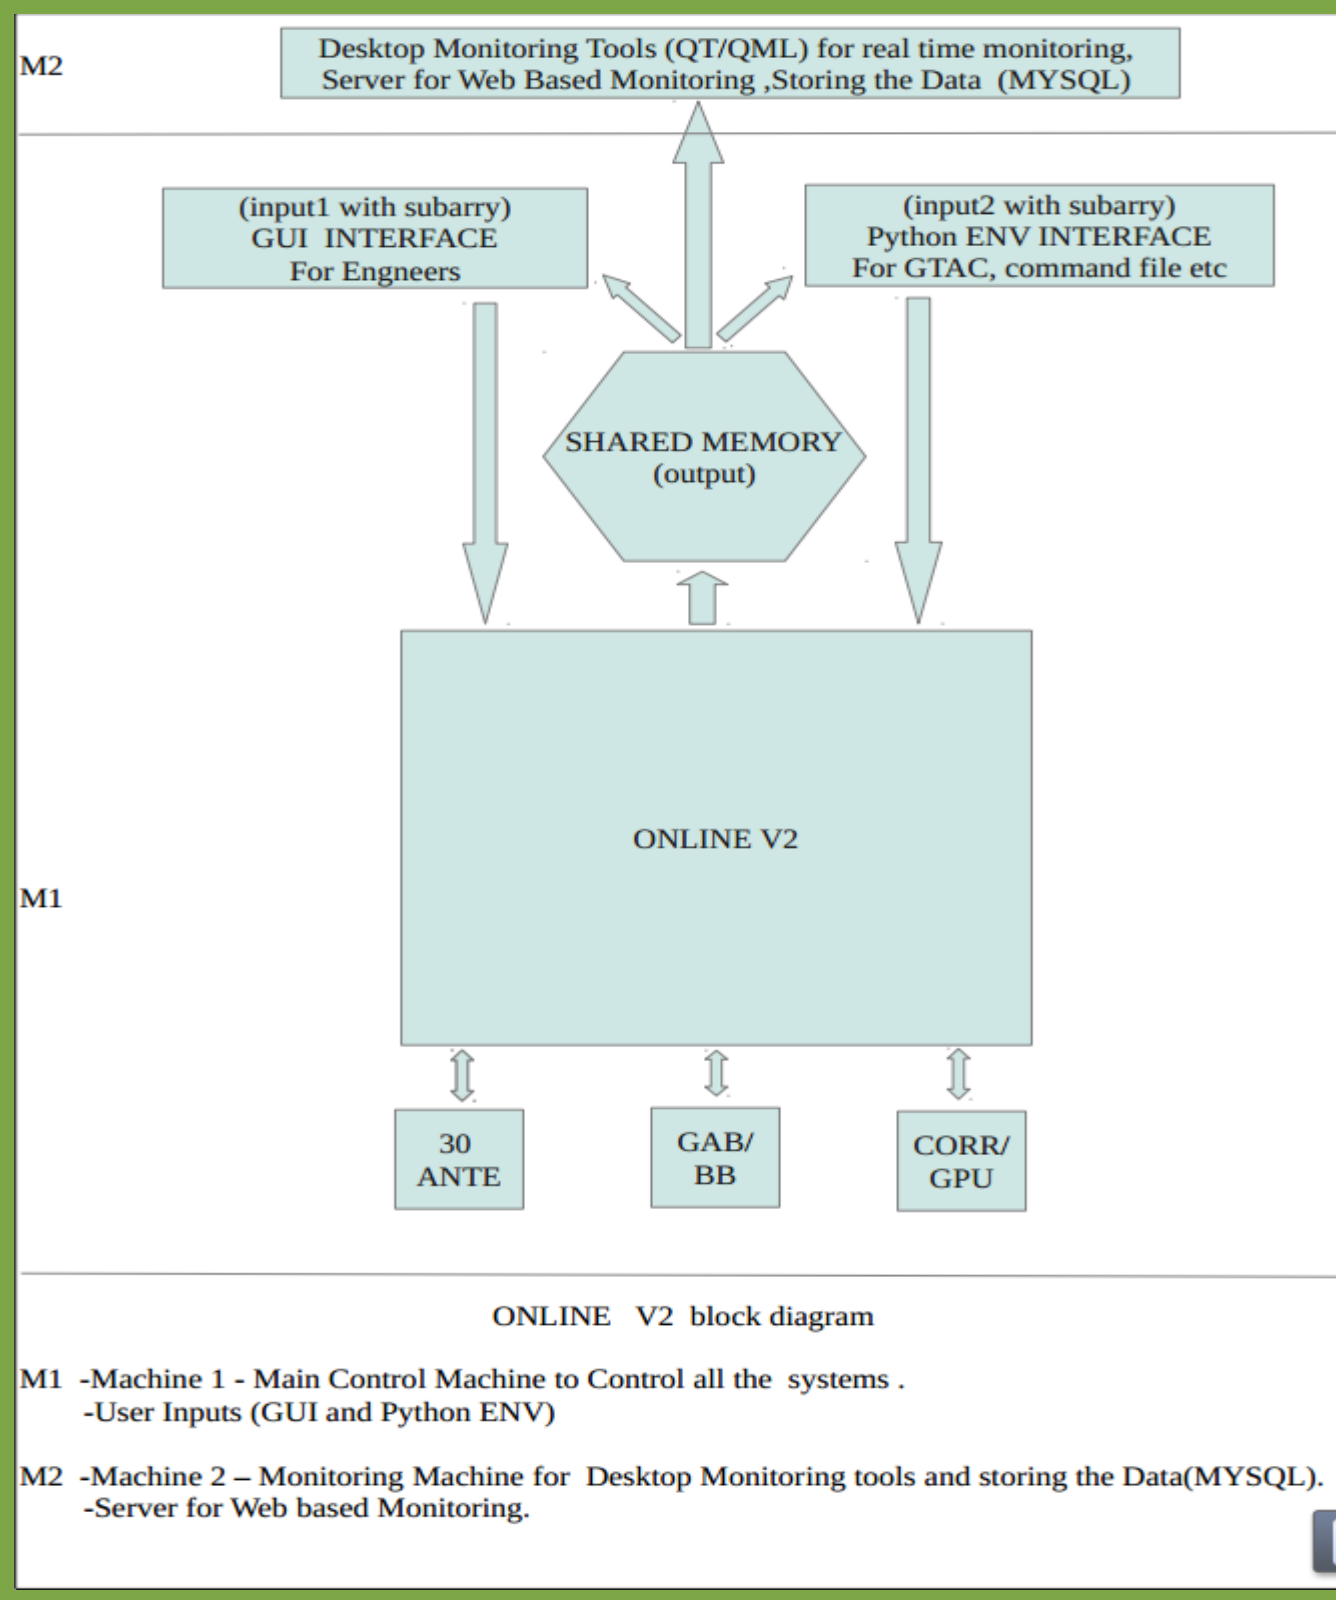 M2
Desktop Monitoring Tools (QT/QML) for real time monitoring,
Server for Web Based Monitoring ,Storing the Data (MYSQL)
(input1 with subarry)
GUI INTERFACE
For Engneers
(input2 with subarry)
Python ENV INTERFACE
For GTAC, command file etc
SHARED MEMORY
(output)
ONLINE V2
M1
30
ANTE
GAB/
BB
CORR/
GPU
ONLINE V2 block diagram
M1 -Machine 1 - Main Control Machine to Control all the systems .
-User Inputs (GUI and Python ENV)
M2 -Machine 2 – Monitoring Machine for Desktop Monitoring tools and storing the Data(MYSQL).
-Server for Web based Monitoring.